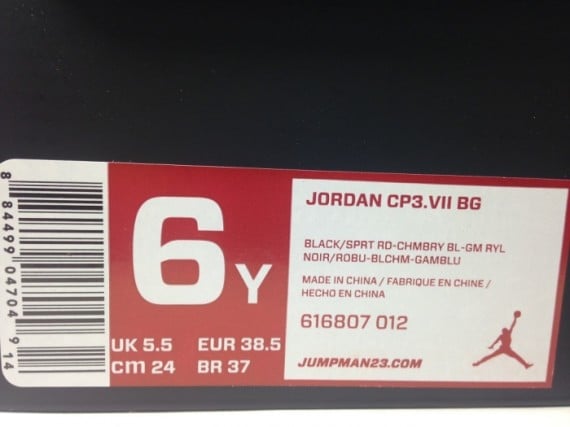 8 84499 04704 9 14
6Y
UK 5.5 EUR 38.5
cm 24 BR 37
JORDAN CP3.VII BG
BLACK/SPRT RD-CHMBRY BL-GM RYL
NOIR/ROBU-BLCHM-GAMBLU
MADE IN CHINA / FABRIQUE EN CHINE /
HECHO EN CHINA
616807 012
JUMPMAN23.COM